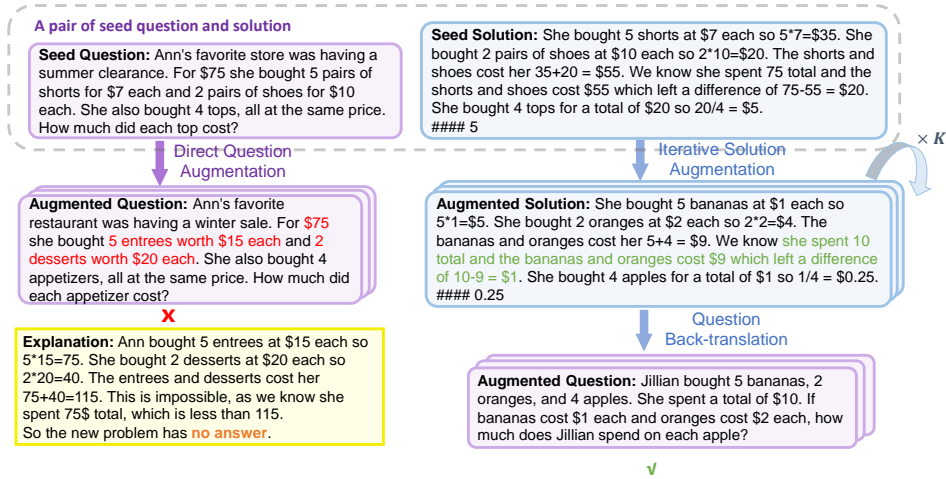 A pair of seed question and solution
Seed Question: Ann's favorite store was having a
summer clearance. For $75 she bought 5 pairs of
shorts for $7 each and 2 pairs of shoes for $10
each. She also bought 4 tops, all at the same price.
How much did each top cost?
Seed Solution: She bought 5 shorts at $7 each so 5*7=$35. She
bought 2 pairs of shoes at $10 each so 2*10=$20. The shorts and
shoes cost her 35+20 = $55. We know she spent 75 total and the
shorts and shoes cost $55 which left a difference of 75-55 = $20.
She bought 4 tops for a total of $20 so 20/4 = $5.
#### 5
Direct Question
Augmentation
Iterative Solution
Augmentation
× K
Augmented Question: Ann's favorite
restaurant was having a winter sale. For $75
she bought 5 entrees worth $15 each and 2
desserts worth $20 each. She also bought 4
appetizers, all at the same price. How much did
each appetizer cost?
X
Augmented Solution: She bought 5 bananas at $1 each so
5*1=$5. She bought 2 oranges at $2 each so 2*2=$4. The
bananas and oranges cost her 5+4 = $9. We know she spent 10
total and the bananas and oranges cost $9 which left a difference
of 10-9 = $1. She bought 4 apples for a total of $1 so 1/4 = $0.25.
#### 0.25
Explanation: Ann bought 5 entrees at $15 each so
5*15=75. She bought 2 desserts at $20 each so
2*20=40. The entrees and desserts cost her
75+40=115. This is impossible, as we know she
spent 75$ total, which is less than 115.
So the new problem has no answer.
Question
Back-translation
Augmented Question: Jillian bought 5 bananas, 2
oranges, and 4 apples. She spent a total of $10. If
bananas cost $1 each and oranges cost $2 each, how
much does Jillian spend on each apple?
√